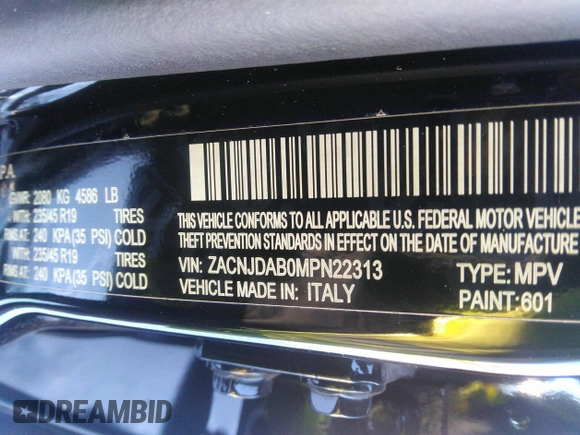 GVWR: 2080 KG 4586 LB
WITH: 235/45 R19 TIRES
RIMS AT: 240 KPA (35 PSI) COLD
WITH: 235/45 R19 TIRES
RIMS AT: 240 KPA(35 PSI) COLD
THIS VEHICLE CONFORMS TO ALL APPLICABLE U.S. FEDERAL MOTOR VEHICLE
THEFT PREVENTION STANDARDS IN EFFECT ON THE DATE OF MANUFACTURE
VIN: ZACNJDAB0MPN22313 TYPE: MPV
VEHICLE MADE IN: ITALY PAINT: 601
DREAMBID